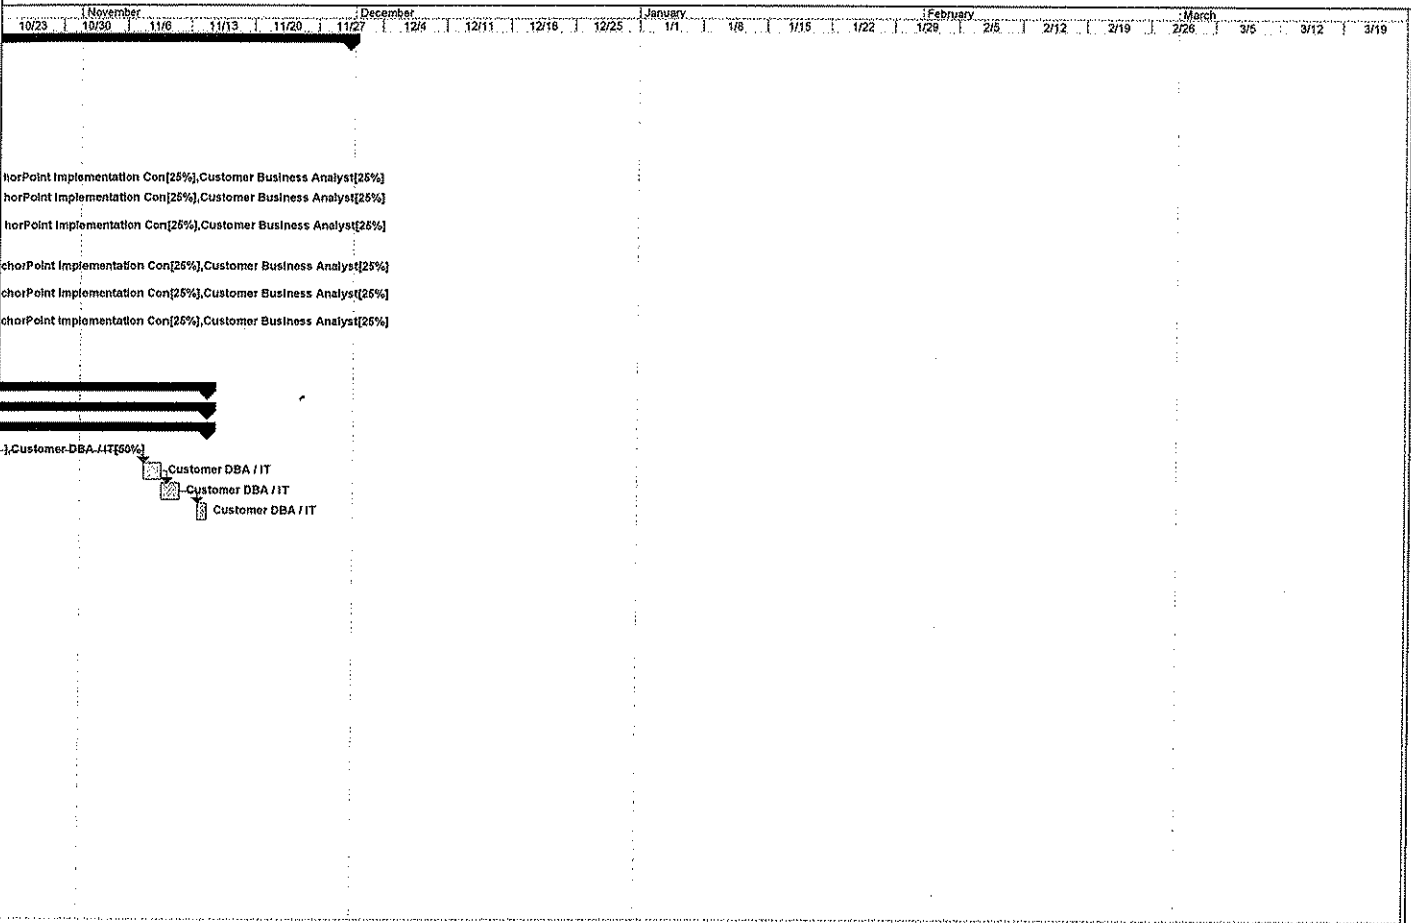 November December January February March
10/23 10/30 11/6 11/13 11/20 11/27 12/4 12/11 12/18 12/25 1/1 1/8 1/15 1/22 1/29 2/5 2/12 2/19 2/26 3/5 3/12 3/19
horPoint Implementation Con[25%],Customer Business Analyst[25%]
horPoint Implementation Con[25%],Customer Business Analyst[25%]
horPoint Implementation Con[25%],Customer Business Analyst[25%]
chorPoint Implementation Con[25%],Customer Business Analyst[25%]
chorPoint Implementation Con[25%],Customer Business Analyst[25%]
chorPoint Implementation Con[25%],Customer Business Analyst[25%]
],Customer DBA / IT[50%]
Customer DBA / IT
Customer DBA / IT
Customer DBA / IT